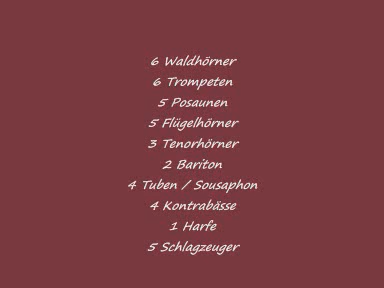 6 Waldhörner
6 Trompeten
5 Posaunen
5 Flügelhörner
3 Tenorhörner
2 Bariton
4 Tuben / Sousaphon
4 Kontrabässe
1 Harfe
5 Schlagzeuger